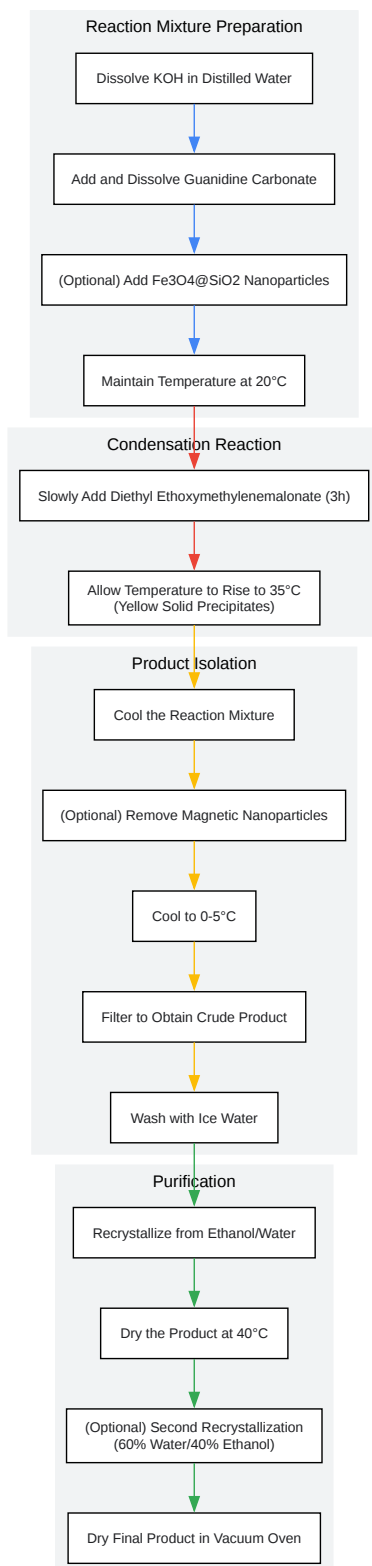 Reaction Mixture Preparation
Dissolve KOH in Distilled Water
Add and Dissolve Guanidine Carbonate
(Optional) Add Fe3O4@SiO2 Nanoparticles
Maintain Temperature at 20°C
Condensation Reaction
Slowly Add Diethyl Ethoxymethylenemalonate (3h)
Allow Temperature to Rise to 35°C
(Yellow Solid Precipitates)
Product Isolation
Cool the Reaction Mixture
(Optional) Remove Magnetic Nanoparticles
Cool to 0-5°C
Filter to Obtain Crude Product
Wash with Ice Water
Purification
Recrystallize from Ethanol/Water
Dry the Product at 40°C
(Optional) Second Recrystallization
(60% Water/40% Ethanol)
Dry Final Product in Vacuum Oven